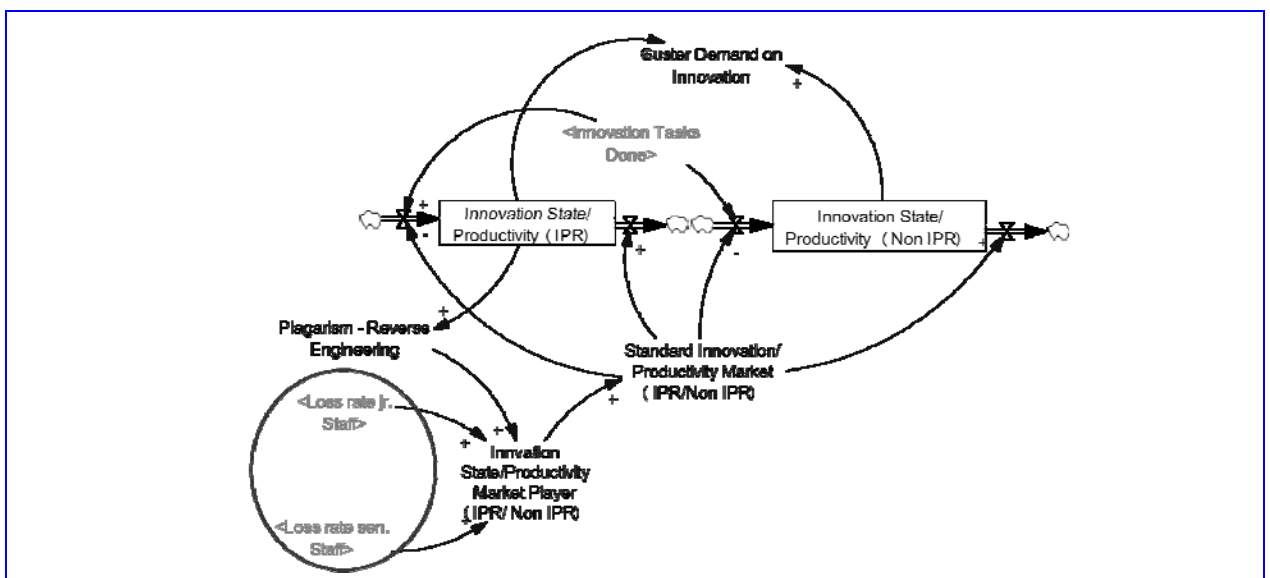 Custer Demand on
Innovation
<Innovation Tasks
Done>
+
+
-
Innovation State/
Productivity ( IPR)
+
-
Innovation State/
Productivity ( Non IPR)
+
+
Plagarism - Reverse
Engineering
Standard Innovation/
Productivity Market
( IPR/Non IPR)
+
<Loss rate jr.
Staff>
+
+
Innvation
State/Productivity
Market Player
( IPR/ Non IPR)
+
<Loss rate sen.
Staff>